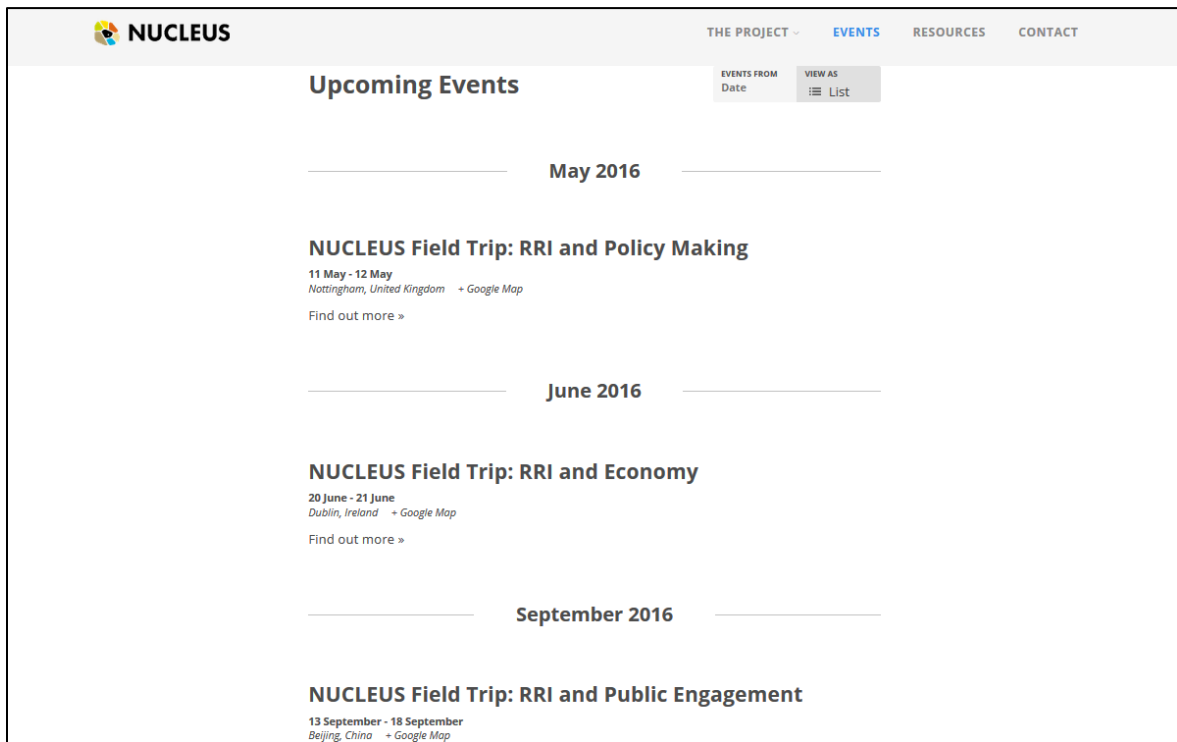 NUCLEUS
THE PROJECT EVENTS RESOURCES CONTACT
Upcoming Events
EVENTS FROM
Date
VIEW AS
List
May 2016
NUCLEUS Field Trip: RRI and Policy Making
11 May - 12 May
Nottingham, United Kingdom + Google Map
Find out more »
June 2016
NUCLEUS Field Trip: RRI and Economy
20 June - 21 June
Dublin, Ireland + Google Map
Find out more »
September 2016
NUCLEUS Field Trip: RRI and Public Engagement
13 September - 18 September
Beijing, China + Google Map